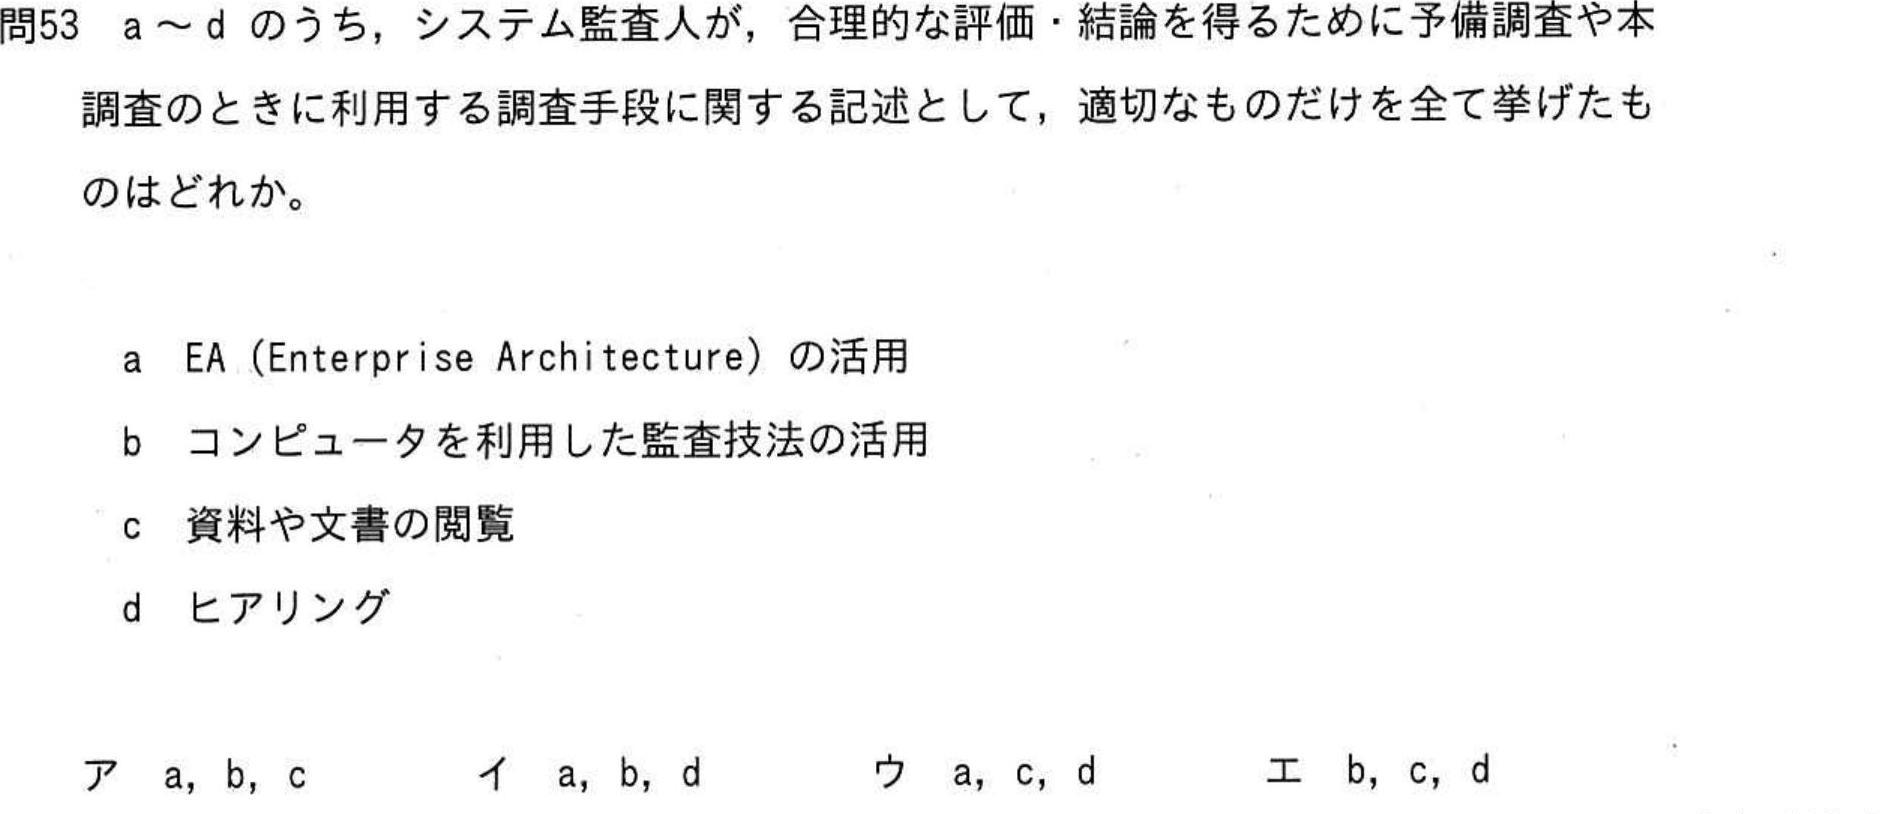 問53　a～d のうち，システム監査人が，合理的な評価・結論を得るために予備調査や本
調査のときに利用する調査手段に関する記述として，適切なものだけを全て挙げたも
のはどれか。
a　EA（Enterprise Architecture）の活用
b　コンピュータを利用した監査技法の活用
c　資料や文書の閲覧
d　ヒアリング
ア　a，b，c　イ　a，b，d　ウ　a，c，d　エ　b，c，d